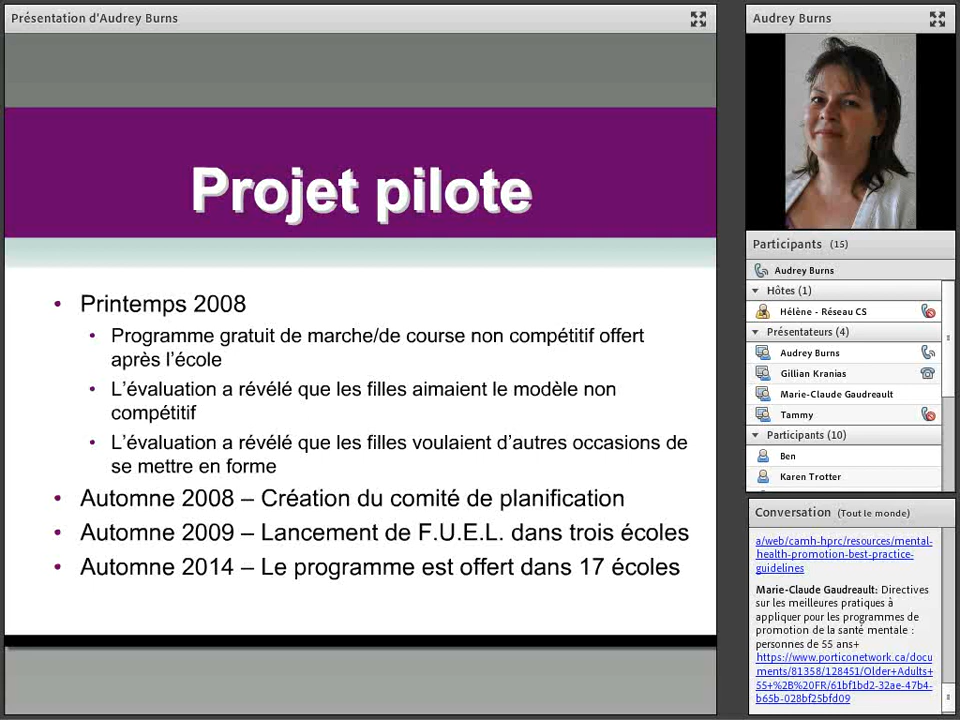 Présentation d'Audrey Burns
Projet pilote
• Printemps 2008
• Programme gratuit de marche/de course non compétitif offert
après l'école
• L'évaluation a révélé que les filles aimaient le modèle non
compétitif
• L'évaluation a révélé que les filles voulaient d'autres occasions de
se mettre en forme
• Automne 2008 – Création du comité de planification
• Automne 2009 – Lancement de F.U.E.L. dans trois écoles
• Automne 2014 – Le programme est offert dans 17 écoles
Audrey Burns
Participants (15)
Audrey Burns
Hôtes (1)
Hélène - Réseau CS
Présentateurs (4)
Audrey Burns
Gillian Kranias
Marie-Claude Gaudreault
Tammy
Participants (10)
Ben
Karen Trotter
Conversation (Tout le monde)
a/web/camh-hprc/resources/mental-
health-promotion-best-practice-
guidelines
Marie-Claude Gaudreault: Directives
sur les meilleures pratiques à
appliquer pour les programmes de
promotion de la santé mentale :
personnes de 55 ans+
https://www.porticonetwork.ca/docu
ments/81358/128451/Older+Adults+
55+%2B%20FR/61bf1bd2-32ae-47b4-
b65b-028bf25bfd09